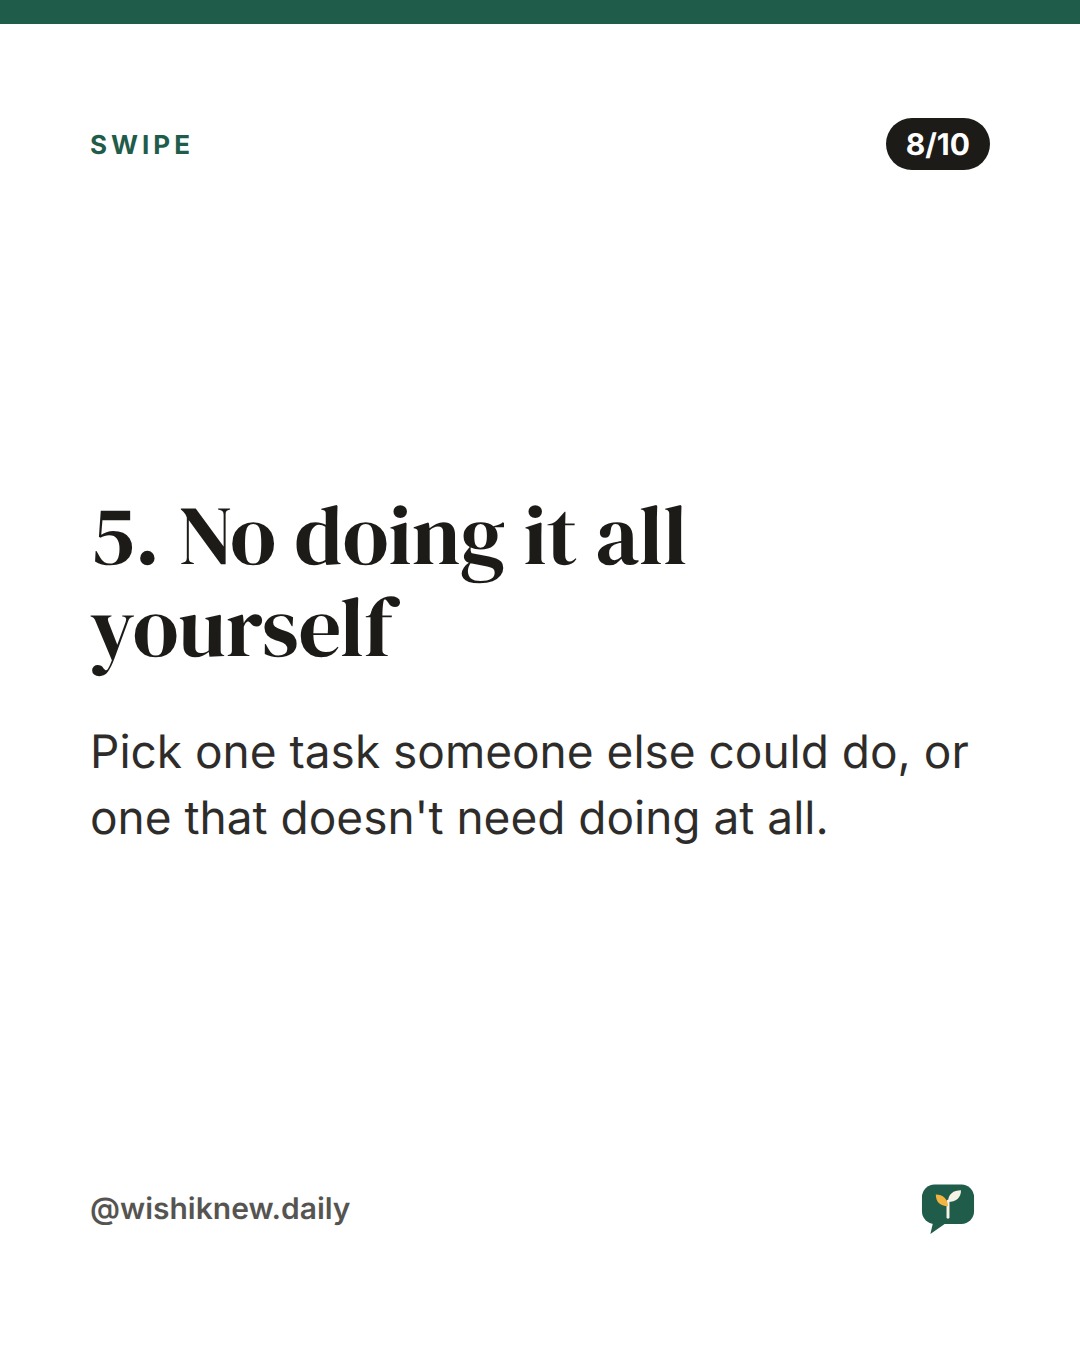 SWIPE
8/10
5. No doing it all
yourself
Pick one task someone else could do, or
one that doesn't need doing at all.
@wishiknew.daily